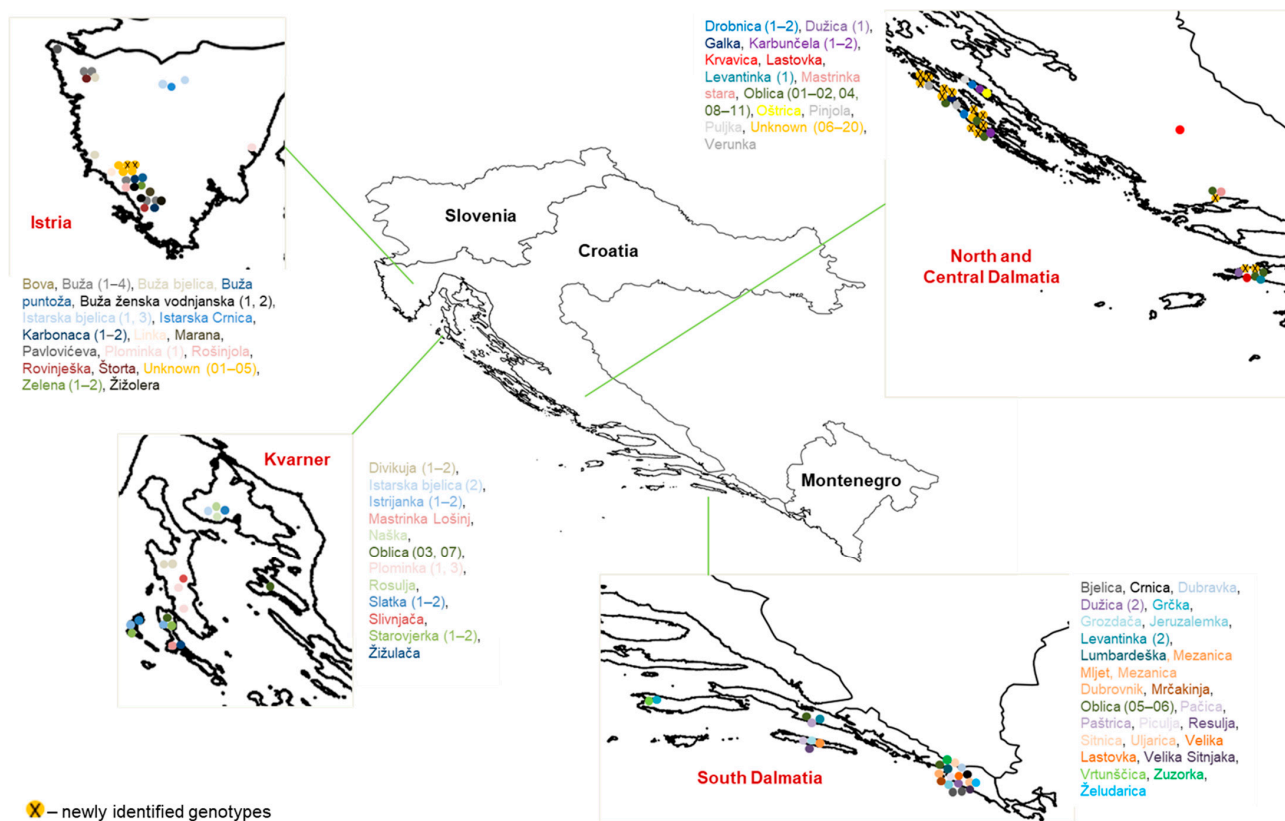 Istria
Bova, Buža (1–4), Buža bjelica, Buža
puntoža, Buža ženska vodnjanska (1, 2),
Istarska bjelica (1, 3), Istarska Crnica,
Karbonaca (1–2), Linka, Marana,
Pavlovićeva, Plominka (1), Rošinjola,
Rovinješka, Štorta, Unknown (01–05),
Zelena (1–2), Žižolera
Drobnica (1–2), Dužica (1),
Galka, Karbunčela (1–2),
Krvavica, Lastovka,
Levantinka (1), Mastrinka
stara, Oblica (01–02, 04,
08–11), Oštrica, Pinjola,
Puljka, Unknown (06–20),
Verunka
North and
Central Dalmatia
Slovenia
Croatia
Montenegro
Kvarner
Divikuja (1–2),
Istarska bjelica (2),
Istrijanka (1–2),
Mastrinka Lošinj,
Naška,
Oblica (03, 07),
Plominka (1, 3),
Rosulja,
Slatka (1–2),
Slivnjača,
Starovjerka (1–2),
Žižulača
South Dalmatia
Bjelica, Crnica, Dubravka,
Dužica (2), Grčka,
Grozdača, Jeruzalemka,
Levantinka (2),
Lumbardeška, Mezanica
Mljet, Mezanica
Dubrovnik, Mrčakinja,
Oblica (05–06), Pačica,
Paštrica, Piculja, Resulja,
Sitnica, Uljarica, Velika
Lastovka, Velika Sitnjaka,
Vrtunščica, Zuzorka,
Želudarica
X – newly identified genotypes